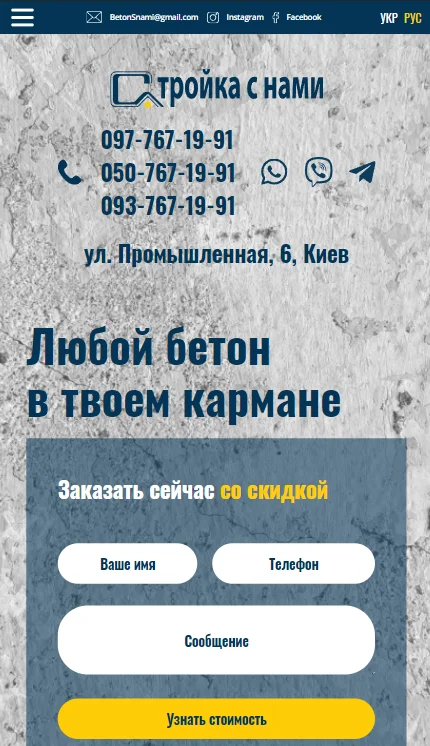 BetonSnami@gmail.com Instagram Facebook УКР РУС
Стройка с нами
097-767-19-91
050-767-19-91
093-767-19-91
ул. Промышленная, 6, Киев
Любой бетон
в твоем кармане
Заказать сейчас со скидкой
Ваше имя Телефон
Сообщение
Узнать стоимость